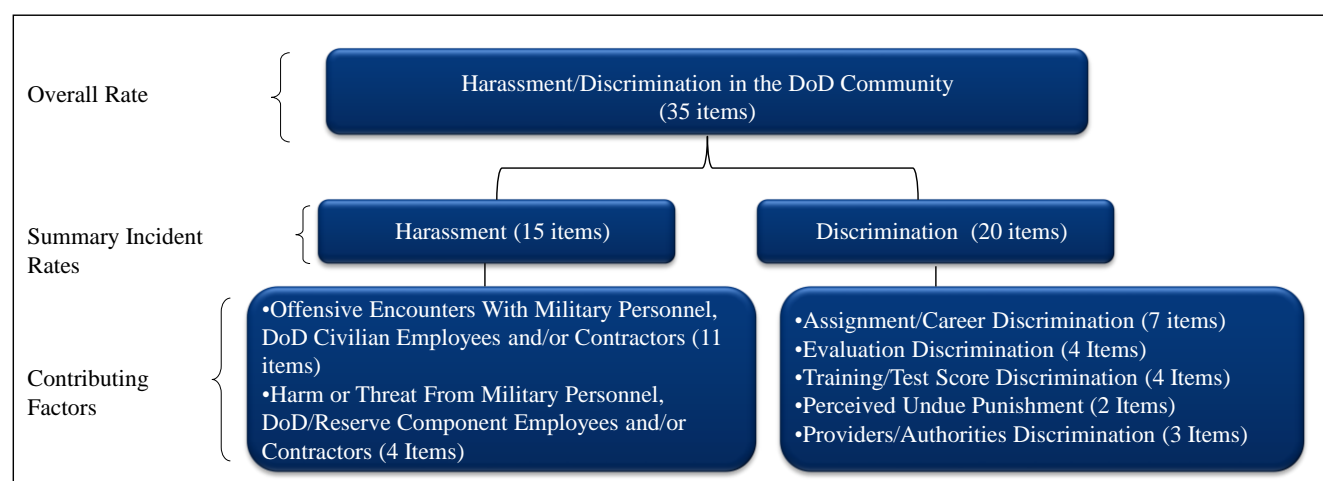 Overall Rate
Harassment/Discrimination in the DoD Community
(35 items)
Summary Incident
Rates
Harassment (15 items)
Discrimination  (20 items)
Contributing
Factors
•Offensive Encounters With Military Personnel,
DoD Civilian Employees and/or Contractors (11
items)
•Harm or Threat From Military Personnel,
DoD/Reserve Component Employees and/or
Contractors (4 Items)
•Assignment/Career Discrimination (7 items)
•Evaluation Discrimination (4 Items)
•Training/Test Score Discrimination (4 Items)
•Perceived Undue Punishment (2 Items)
•Providers/Authorities Discrimination (3 Items)